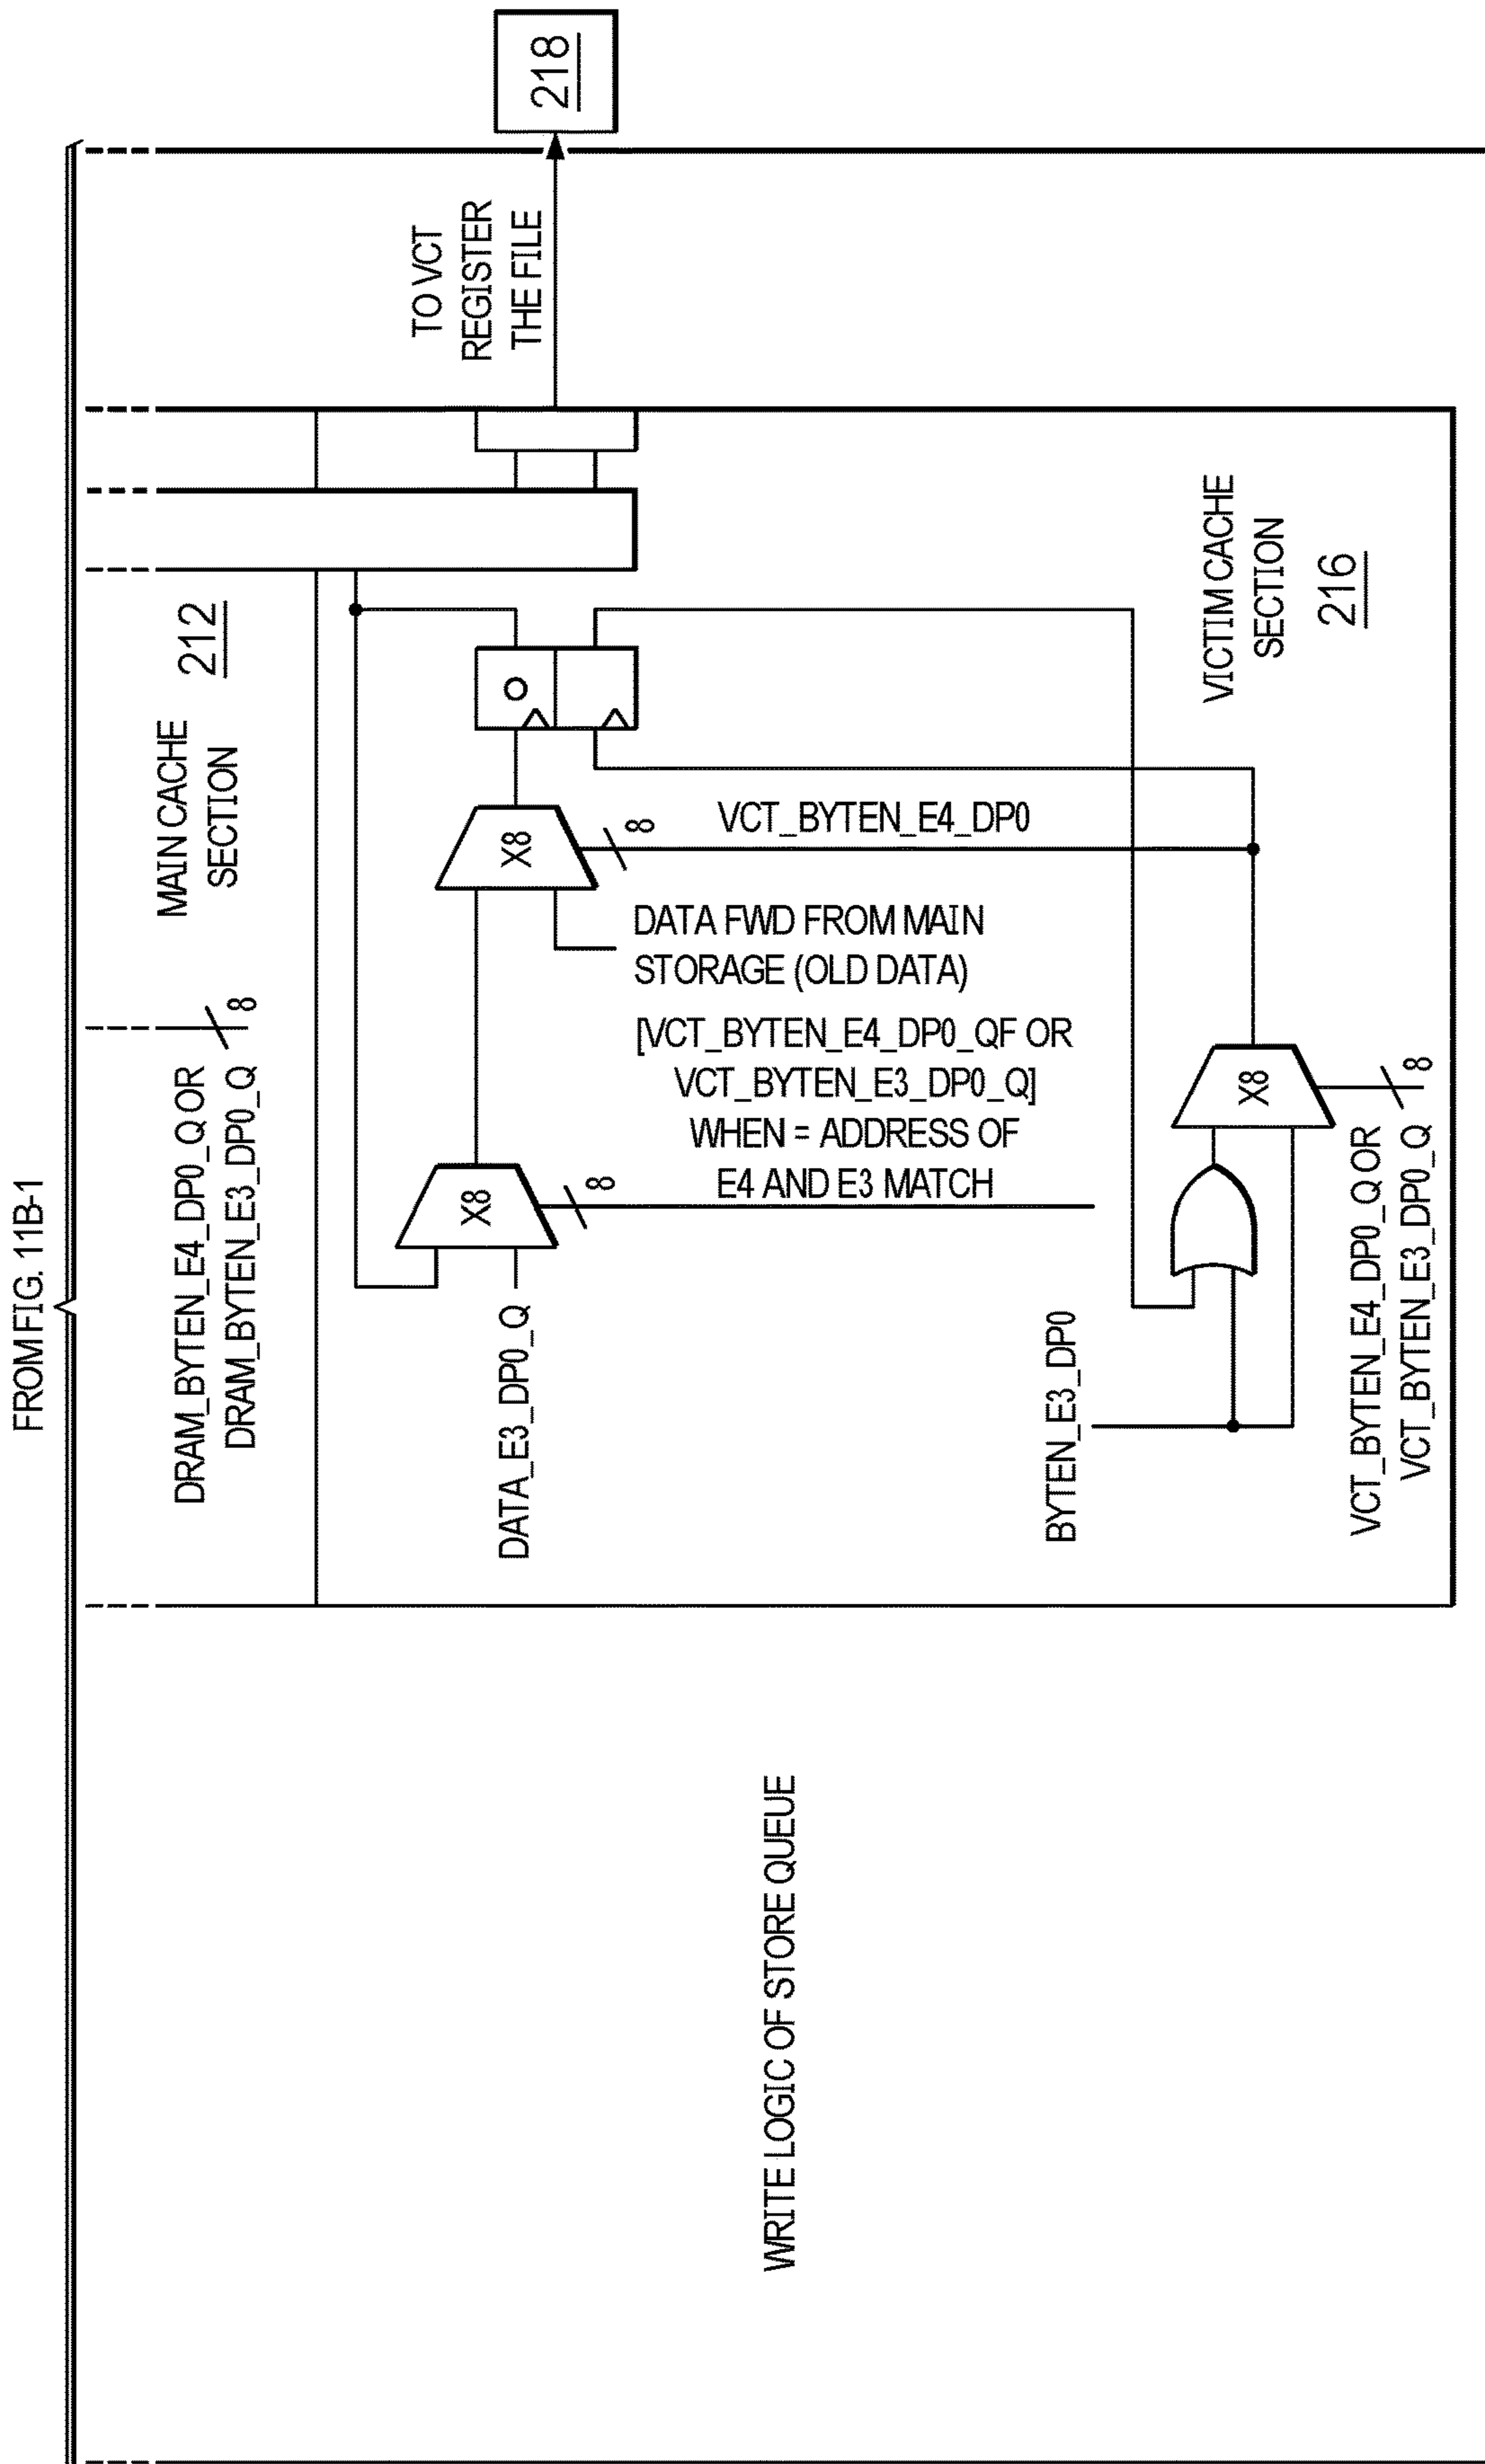 FROM FIG. 11B-1
DRAM_BYTEN_E4_DP0_Q OR
DRAM_BYTEN_E3_DP0_Q
8
MAIN CACHE
SECTION
212
TO VCT
REGISTER
THE FILE
218
DATA_E3_DP0_Q
X8
8
X8
8
VCT_BYTEN_E4_DP0
DATA FWD FROM MAIN
STORAGE (OLD DATA)
[VCT_BYTEN_E4_DP0_QF OR
VCT_BYTEN_E3_DP0_Q]
WHEN = ADDRESS OF
E4 AND E3 MATCH
WRITE LOGIC OF STORE QUEUE
BYTEN_E3_DP0
X8
8
VCT_BYTEN_E4_DP0_Q OR
VCT_BYTEN_E3_DP0_Q
VICTIM CACHE
SECTION
216